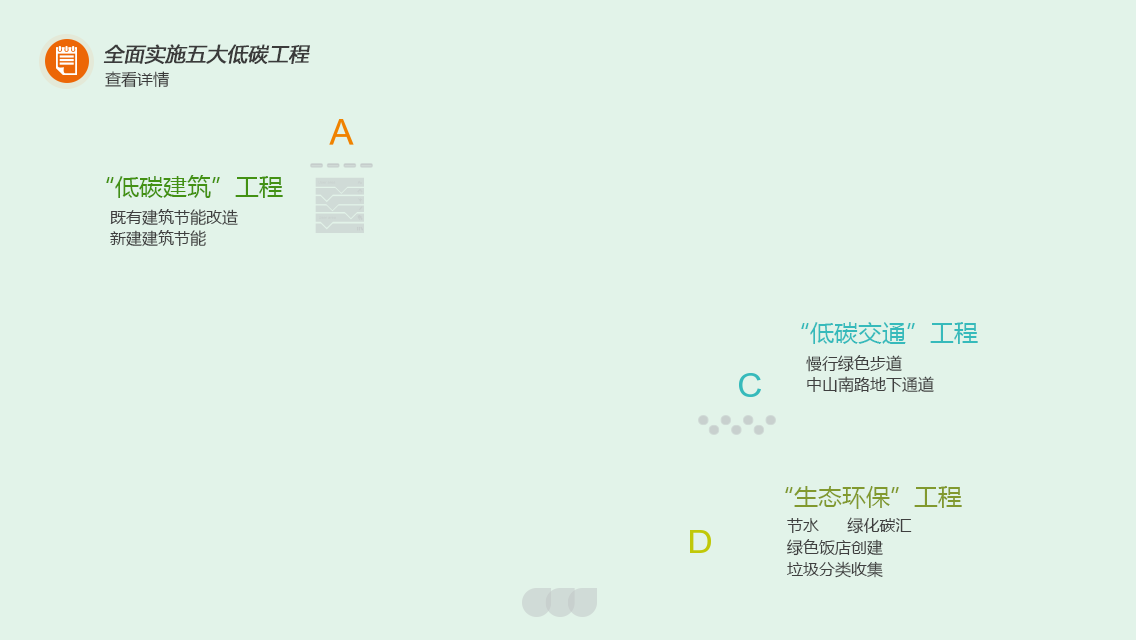 全面实施五大低碳工程
查看详情
A
“低碳建筑”工程
既有建筑节能改造
新建建筑节能
“低碳交通”工程
慢行绿色步道
中山南路地下通道
C
“生态环保”工程
节水 绿化碳汇
绿色饭店创建
垃圾分类收集
D